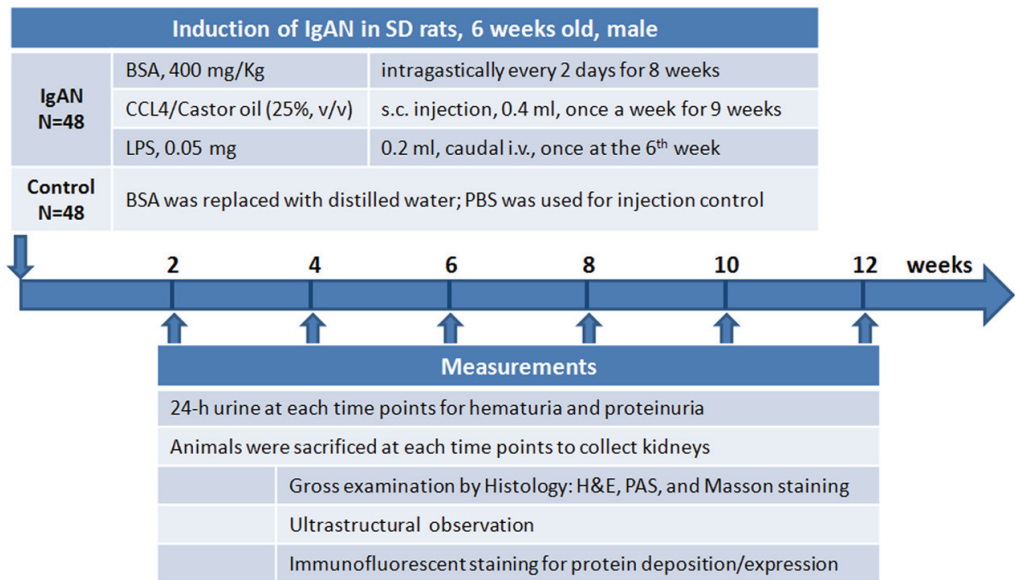 Induction of IgAN in SD rats, 6 weeks old, male
IgAN
N=48
BSA, 400 mg/Kg
intragastically every 2 days for 8 weeks
CCL4/Castor oil (25%, v/v)
s.c. injection, 0.4 ml, once a week for 9 weeks
LPS, 0.05 mg
0.2 ml, caudal i.v., once at the 6th week
Control
N=48
BSA was replaced with distilled water; PBS was used for injection control
2 4 6 8 10 12 weeks
Measurements
24-h urine at each time points for hematuria and proteinuria
Animals were sacrificed at each time points to collect kidneys
Gross examination by Histology: H&E, PAS, and Masson staining
Ultrastructural observation
Immunofluorescent staining for protein deposition/expression